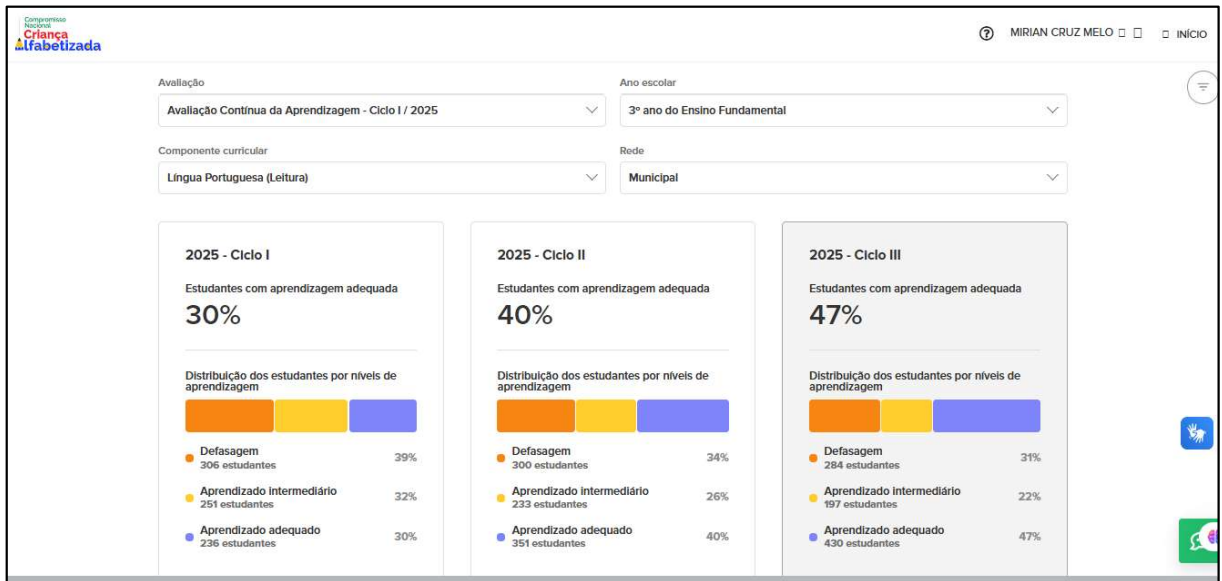 Compromisso
Nacional
Criança
Alfabetizada
MIRIAN CRUZ MELO
INÍCIO
Avaliação
Ano escolar
Avaliação Contínua da Aprendizagem - Ciclo I / 2025
3º ano do Ensino Fundamental
Componente curricular
Rede
Língua Portuguesa (Leitura)
Municipal
2025 - Ciclo I
Estudantes com aprendizagem adequada
30%
Distribuição dos estudantes por níveis de
aprendizagem
Defasagem
306 estudantes
39%
Aprendizado intermediário
251 estudantes
32%
Aprendizado adequado
236 estudantes
30%
2025 - Ciclo II
Estudantes com aprendizagem adequada
40%
Distribuição dos estudantes por níveis de
aprendizagem
Defasagem
300 estudantes
34%
Aprendizado intermediário
233 estudantes
26%
Aprendizado adequado
351 estudantes
40%
2025 - Ciclo III
Estudantes com aprendizagem adequada
47%
Distribuição dos estudantes por níveis de
aprendizagem
Defasagem
284 estudantes
31%
Aprendizado intermediário
197 estudantes
22%
Aprendizado adequado
430 estudantes
47%